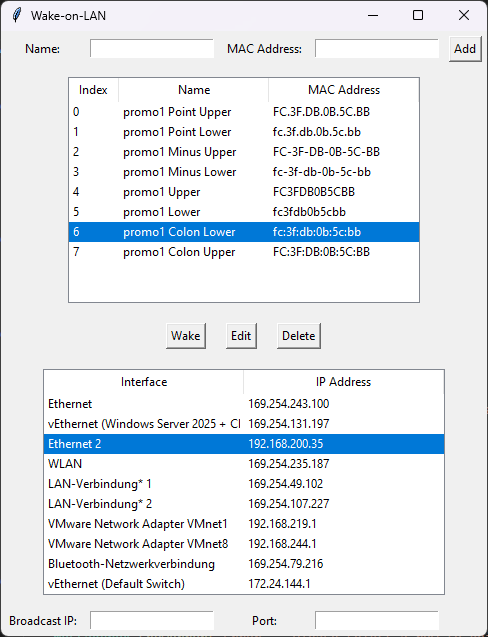 Wake-on-LAN
Name: MAC Address: Add
Index Name MAC Address
0 promo1 Point Upper FC.3F.DB.0B.5C.BB
1 promo1 Point Lower fc.3f.db.0b.5c.bb
2 promo1 Minus Upper FC-3F-DB-0B-5C-BB
3 promo1 Minus Lower fc-3f-db-0b-5c-bb
4 promo1 Upper FC3FDB0B5CBB
5 promo1 Lower fc3fdb0b5cbb
6 promo1 Colon Lower fc:3f:db:0b:5c:bb
7 promo1 Colon Upper FC:3F:DB:0B:5C:BB
Wake Edit Delete
Interface IP Address
Ethernet 169.254.243.100
vEthernet (Windows Server 2025 + Cl 169.254.131.197
Ethernet 2 192.168.200.35
WLAN 169.254.235.187
LAN-Verbindung* 1 169.254.49.102
LAN-Verbindung* 2 169.254.107.227
VMware Network Adapter VMnet1 192.168.219.1
VMware Network Adapter VMnet8 192.168.244.1
Bluetooth-Netzwerkverbindung 169.254.79.216
vEthernet (Default Switch) 172.24.144.1
Broadcast IP: Port: